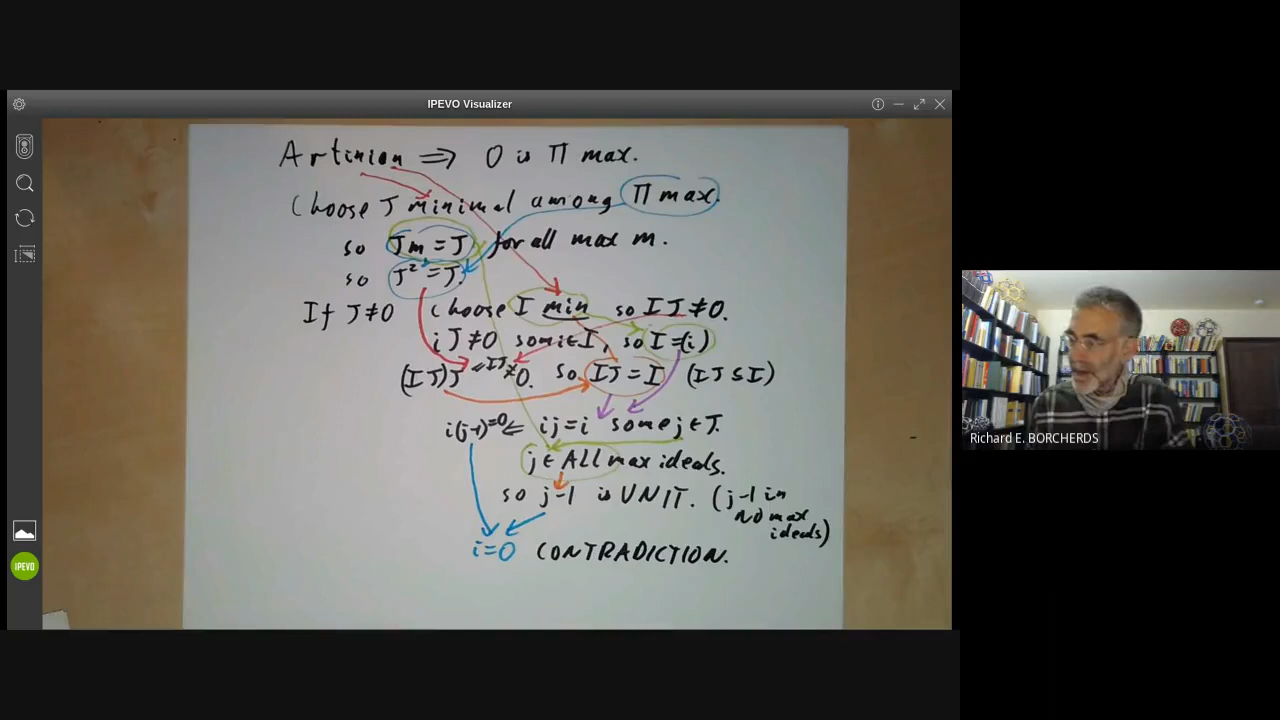 IPEVO Visualizer
Artinian ⇒ 0 is Π max.
Choose J minimal among Π max.
so Jm = J for all max m.
so J² = J.
If J≠0 choose I min so IJ≠0.
iJ≠0 some i∈I, so I=(i)
(IJ)J = IJ ≠0. so IJ = I (IJ⊆I)
i(j-1)=0 ⇐ ij=i some j∈J.
j∈ALL max ideals.
so j-1 is UNIT. (j-1 in
NO max
ideals)
i=0 CONTRADICTION.
Richard E. BORCHERDS
IPEVO